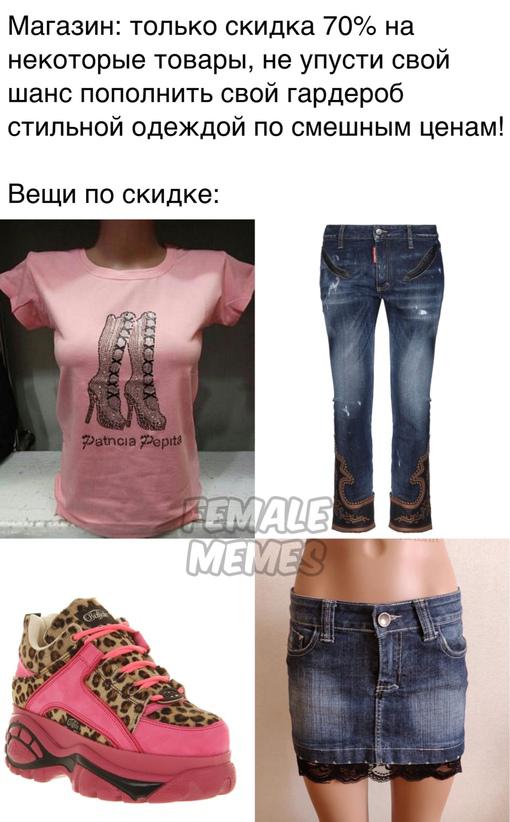 Магазин: только скидка 70% на
некоторые товары, не упусти свой
шанс пополнить свой гардероб
стильной одеждой по смешным ценам!
Вещи по скидке:
Patricia Pepita
FEMALE
MEMES